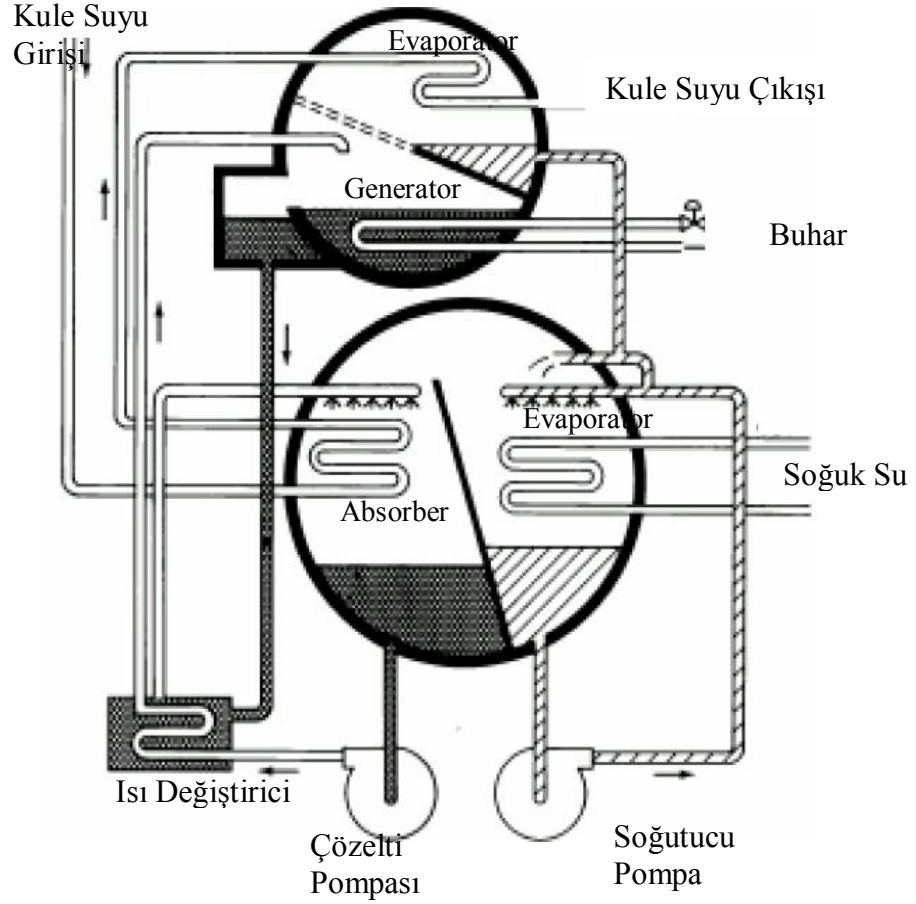 Kule Suyu
Girişi
Evaporator
Kule Suyu Çıkışı
Generator
Buhar
Evaporator
Soğuk Su
Absorber
Isı Değiştirici
Çözelti
Pompası
Soğutucu
Pompa